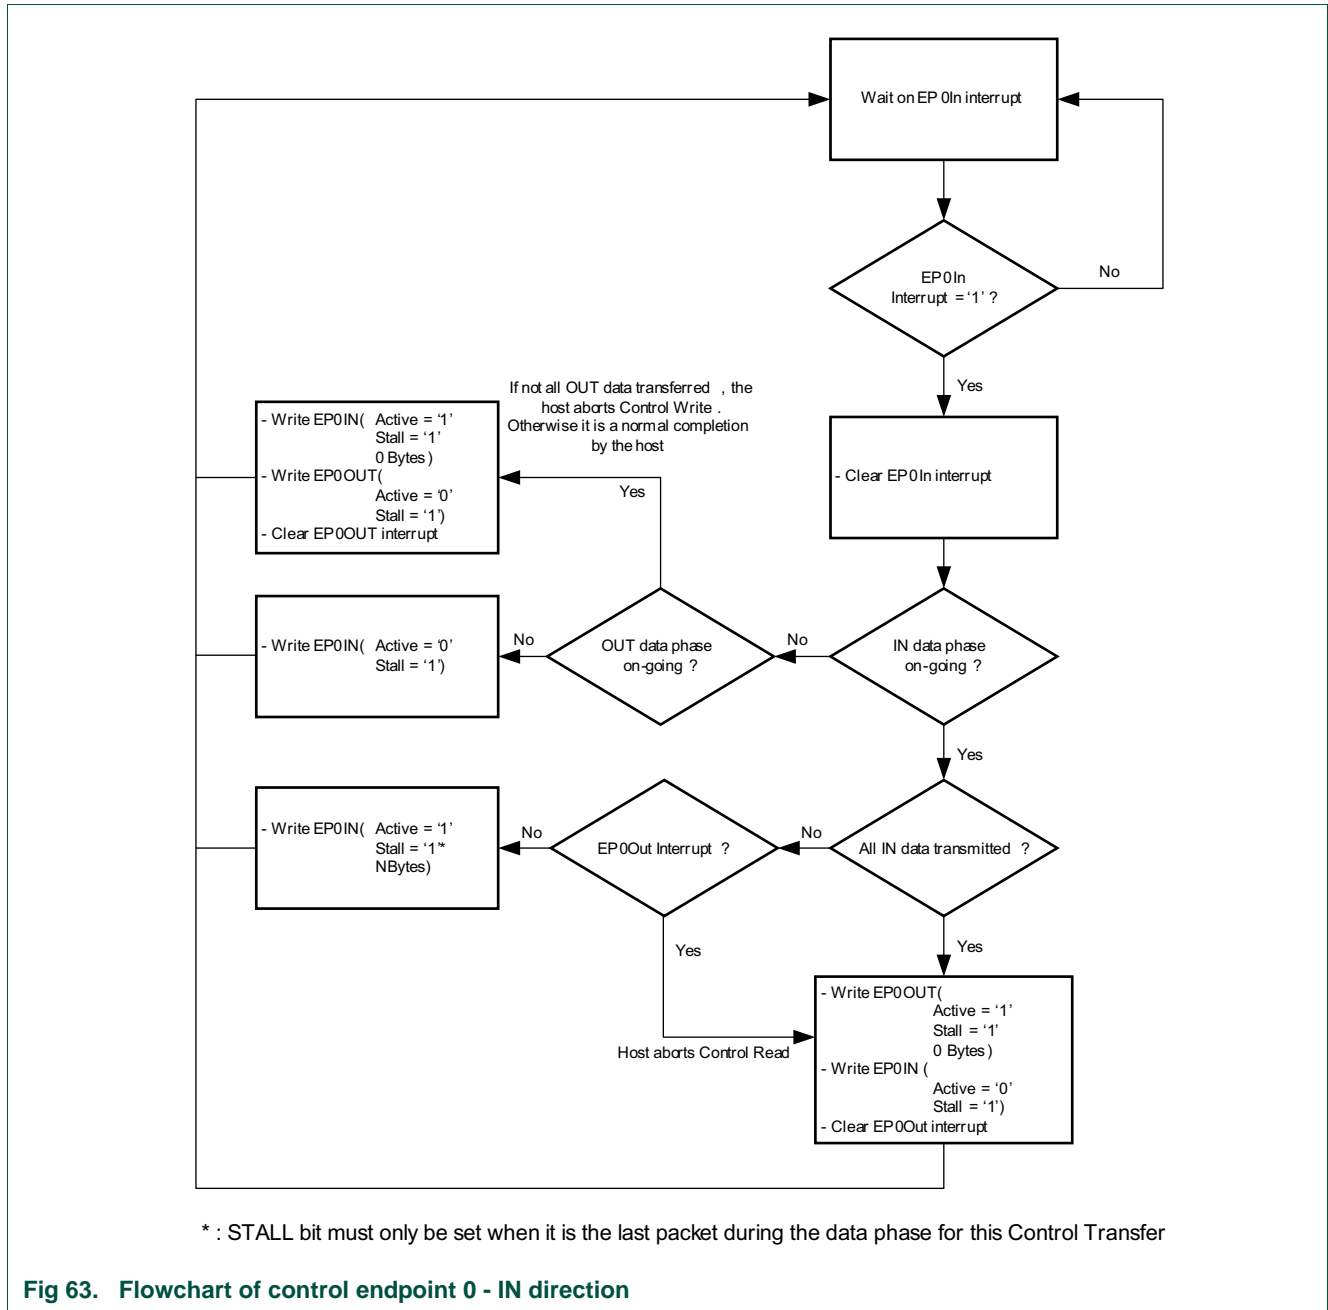 Wait on EP0In interrupt
EP0In
Interrupt = ‘1’ ?
No
Yes
If not all OUT data transferred , the
host aborts Control Write .
Otherwise it is a normal completion
by the host
- Write EP0IN( Active = ‘1’
Stall = ‘1’
0 Bytes)
- Write EP0OUT(
Active = ‘0’
Stall = ‘1’)
- Clear EP0OUT interrupt
Yes
- Clear EP0In interrupt
- Write EP0IN( Active = ‘0’
Stall = ‘1’)
No
OUT data phase
on-going ?
No
IN data phase
on-going ?
Yes
- Write EP0IN( Active = ‘1’
Stall = ‘1’*
NBytes)
No
EP0Out Interrupt ?
No
All IN data transmitted ?
Yes
Yes
Host aborts Control Read
- Write EP0OUT(
Active = ‘1’
Stall = ‘1’
0 Bytes)
- Write EP0IN (
Active = ‘0’
Stall = ‘1’)
- Clear EP0Out interrupt
* : STALL bit must only be set when it is the last packet during the data phase for this Control Transfer
Fig 63. Flowchart of control endpoint 0 - IN direction